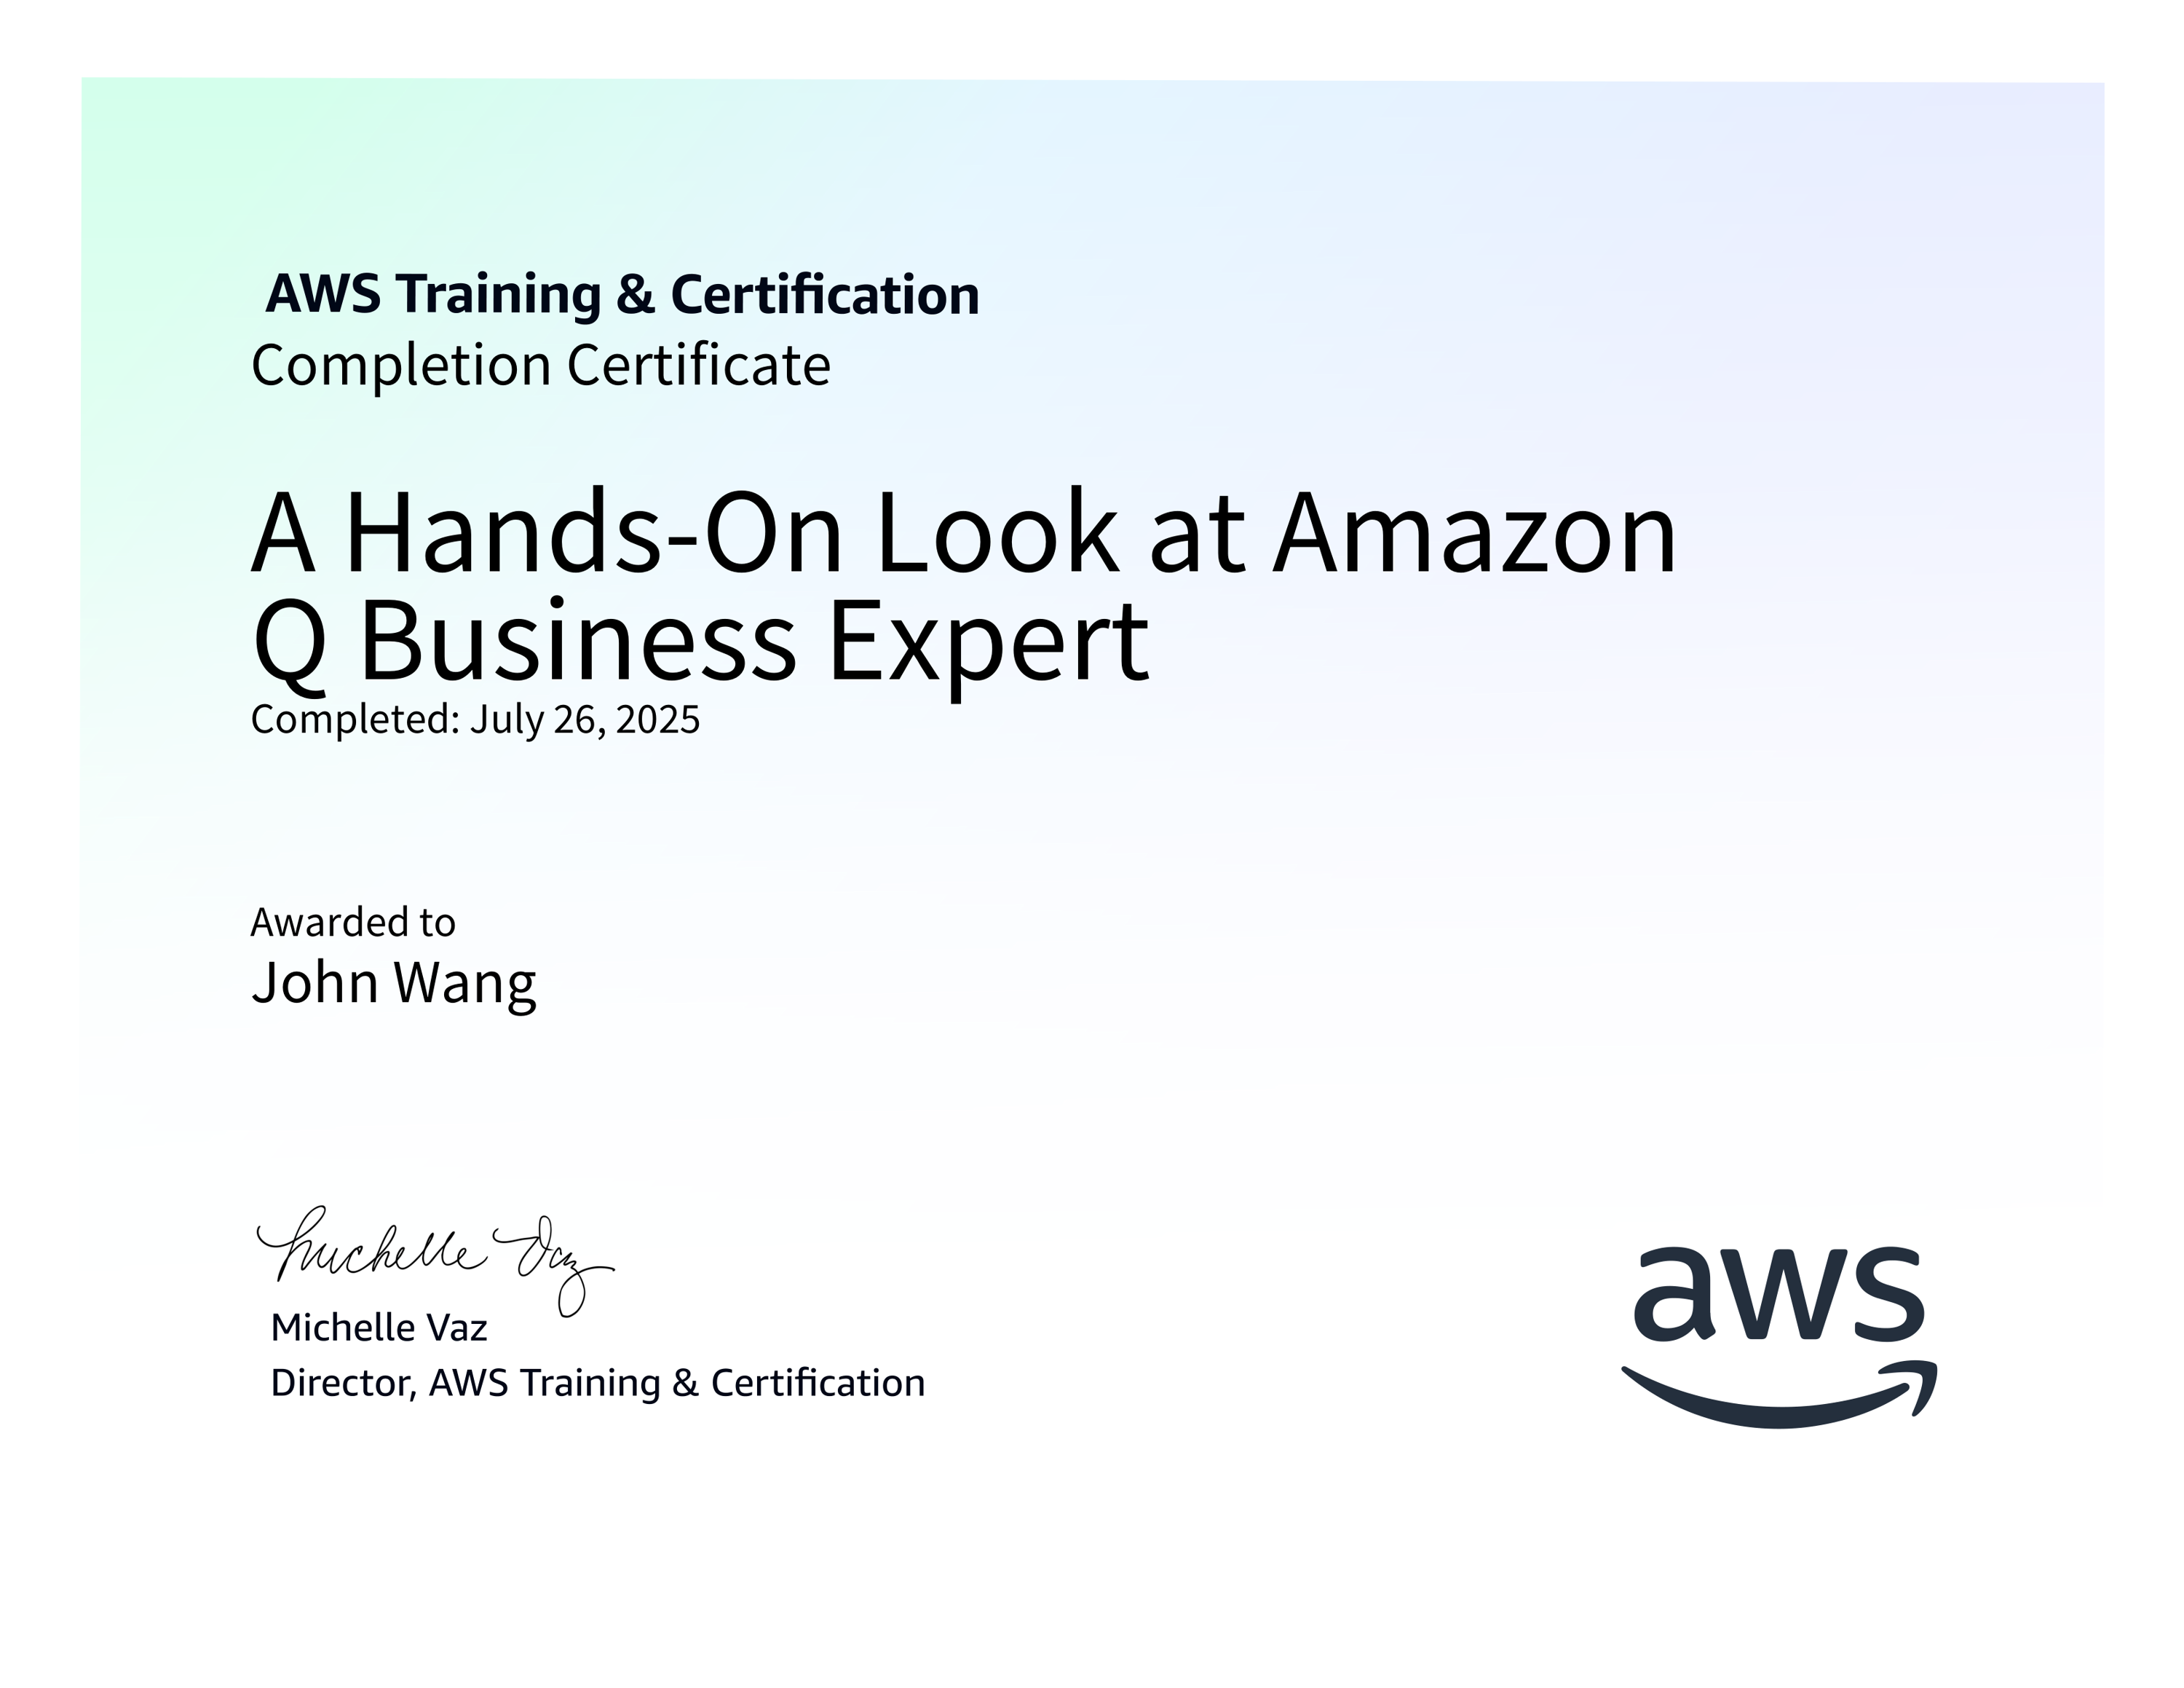 AWS Training & Certification
Completion Certificate
A Hands-On Look at Amazon
Q Business Expert
Completed: July 26, 2025
Awarded to
John Wang
Michelle Vaz
Michelle Vaz
Director, AWS Training & Certification
aws